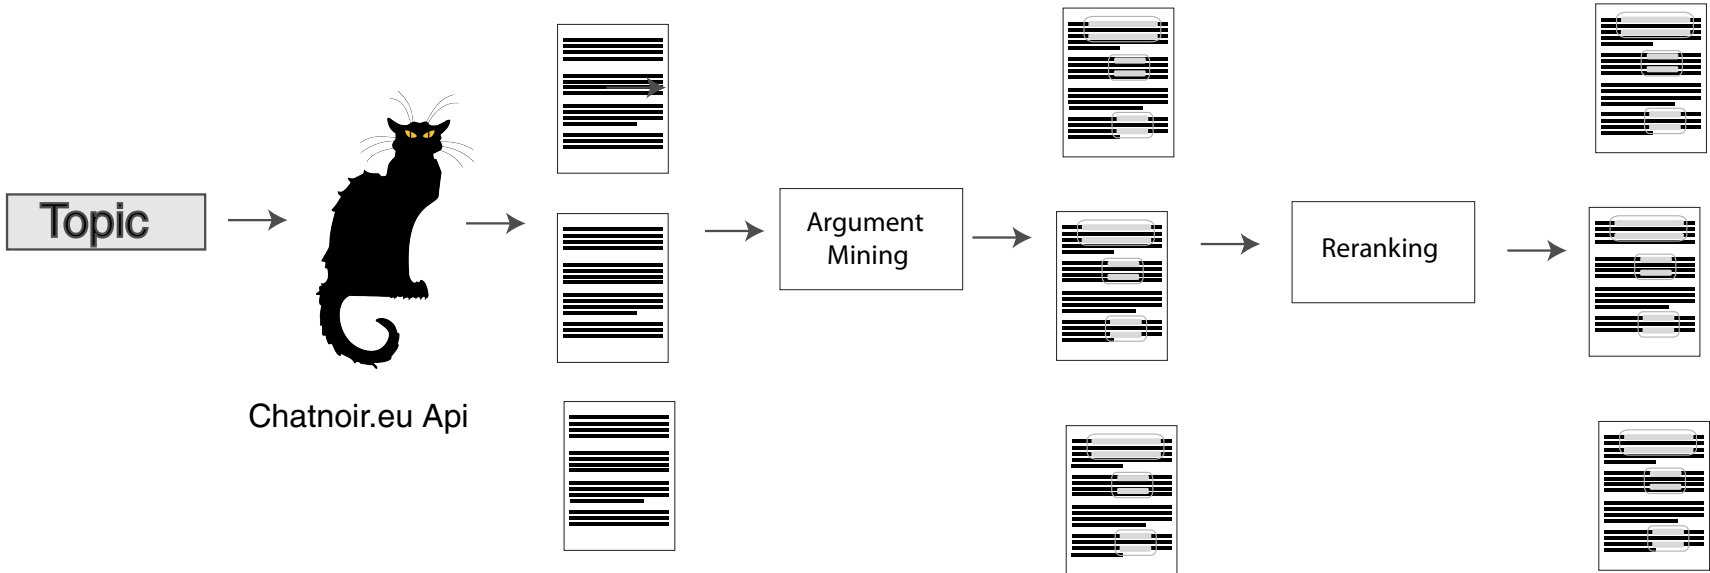 Topic
Chatnoir.eu Api
Argument
Mining
Reranking